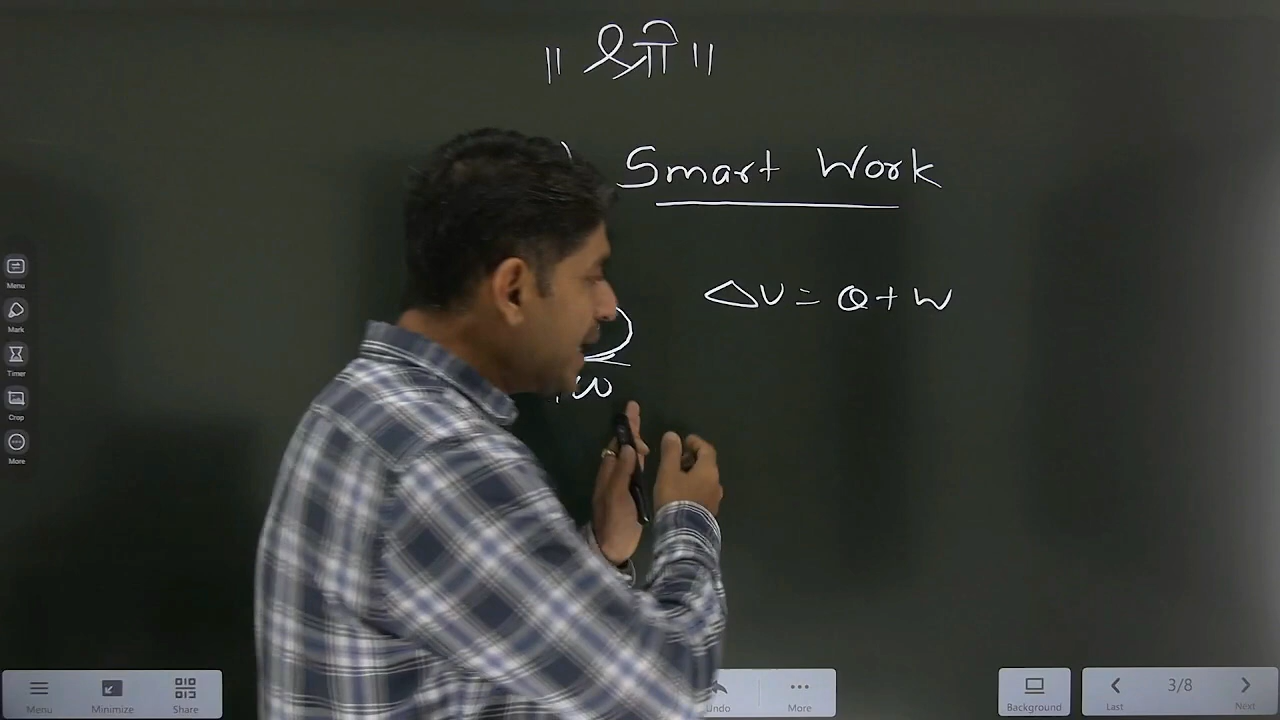 ॥ श्री ॥
Smart Work
ΔU = Q + W
Menu
Mark
Timer
Crop
More
Menu
Minimize
Share
Undo
More
Background
Last
3/8
Next